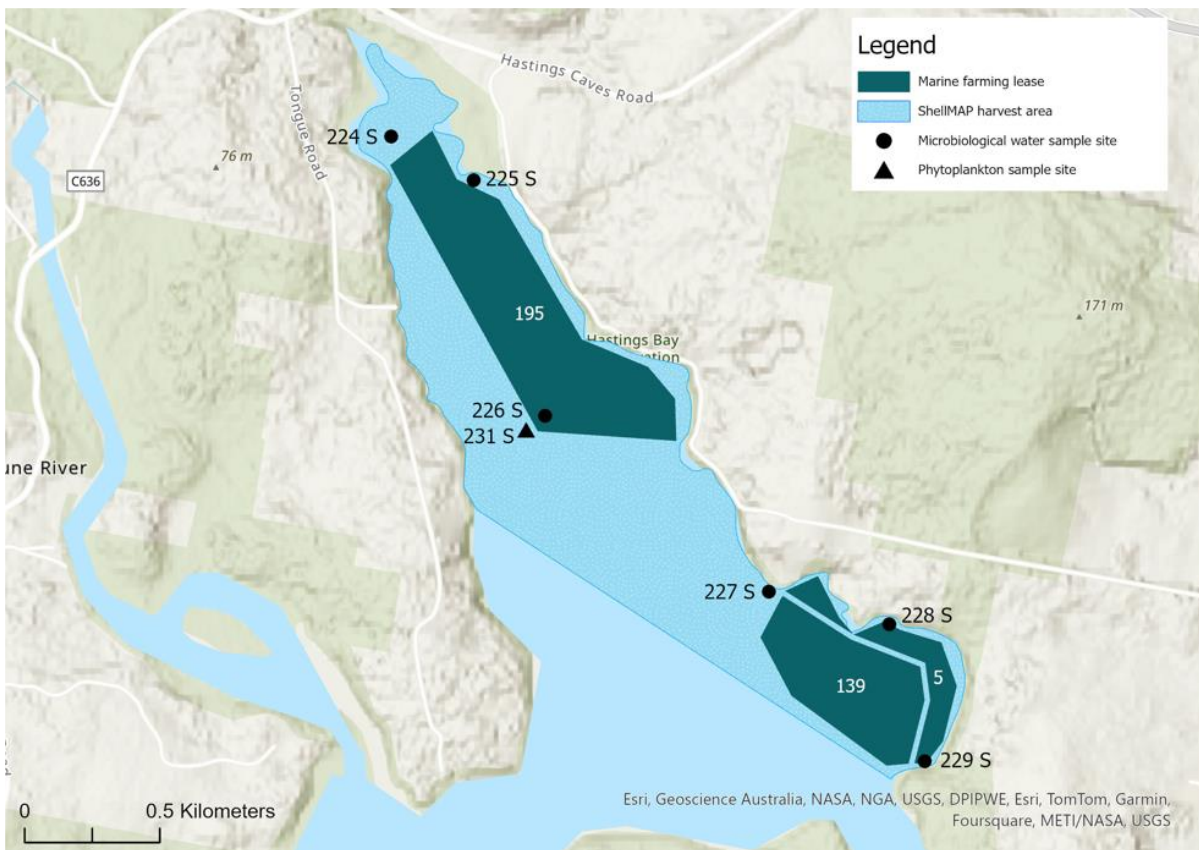 Legend
Marine farming lease
ShellMAP harvest area
Microbiological water sample site
Phytoplankton sample site
Hastings Caves Road
Tongue Road
224 S
76 m
C636
225 S
171 m
195
Hastings Bay
226 S
231 S
une River
227 S
228 S
5
139
229 S
0 0.5 Kilometers
Esri, Geoscience Australia, NASA, NGA, USGS, DPIPWE, Esri, TomTom, Garmin,
Foursquare, METI/NASA, USGS